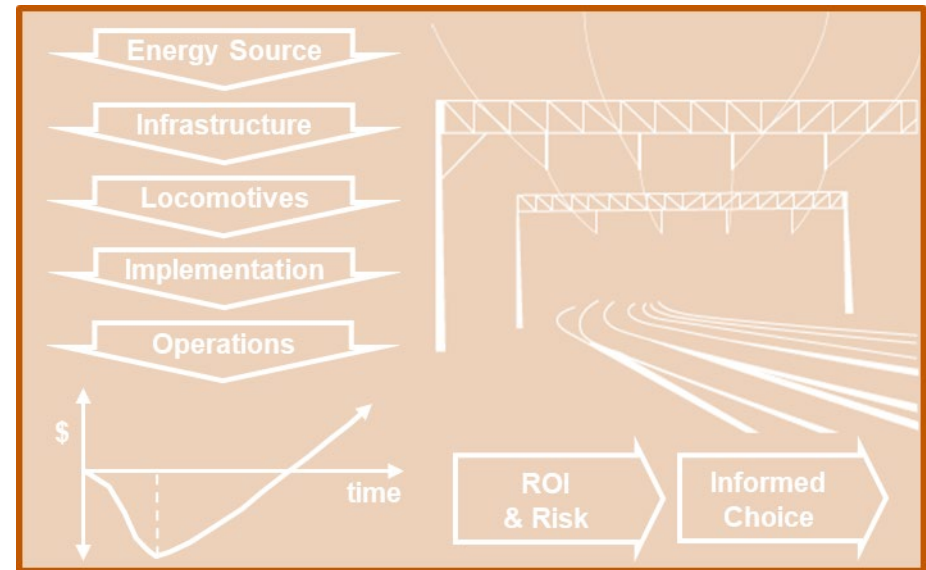 Energy Source
Infrastructure
Locomotives
Implementation
Operations
$
time
ROI
& Risk
Informed
Choice